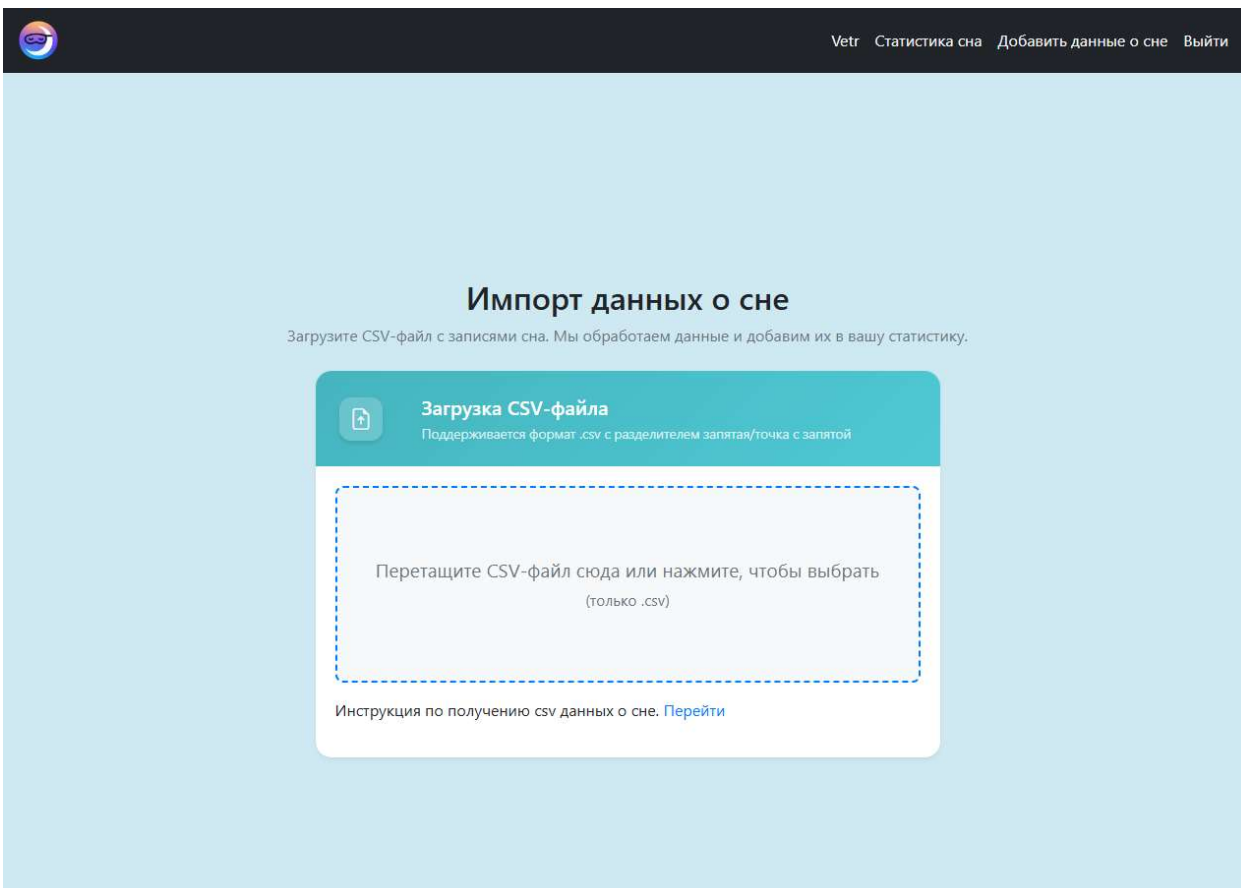 Vetr Статистика сна Добавить данные о сне Выйти
Импорт данных о сне
Загрузите CSV-файл с записями сна. Мы обработаем данные и добавим их в вашу статистику.
Загрузка CSV-файла
Поддерживается формат .csv с разделителем запятая/точка с запятой
Перетащите CSV-файл сюда или нажмите, чтобы выбрать
(только .csv)
Инструкция по получению csv данных о сне. Перейти